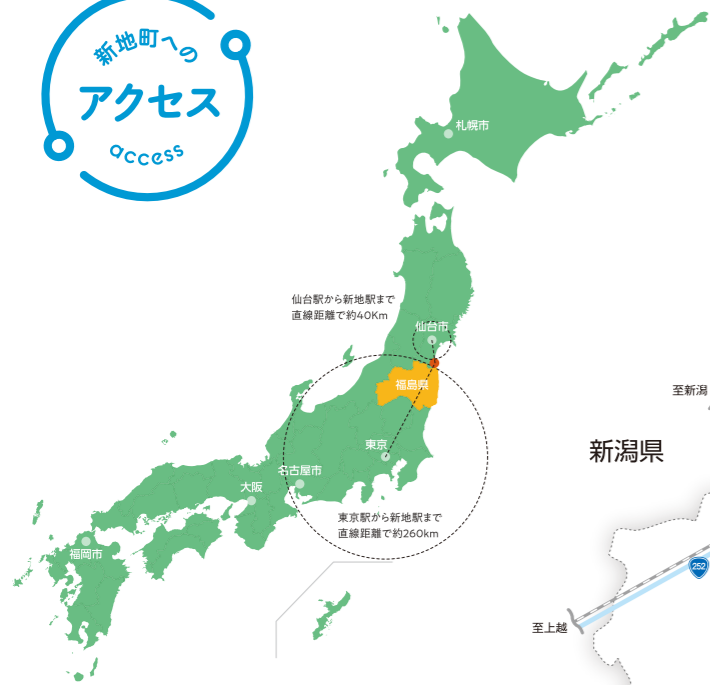 新地町への
アクセス
access
札幌市
仙台駅から新地駅まで
直線距離で約40Km
仙台市
福島県
至新潟
新潟県
東京
名古屋市
大阪
東京駅から新地駅まで
直線距離で約260km
福岡市
252
至上越